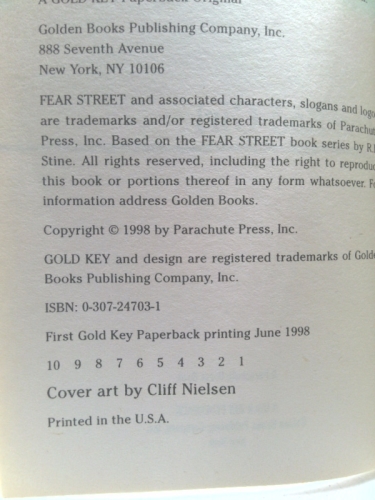 A GOLD KEY Paperback Original
Golden Books Publishing Company, Inc.
888 Seventh Avenue
New York, NY 10106
FEAR STREET and associated characters, slogans and
are trademarks and/or registered trademarks of
Press, Inc. Based on the FEAR STREET book series by
Stine. All rights reserved, including the right to
this book or portions thereof in any form whatsoever.
information address Golden Books.
Copyright © 1998 by Parachute Press, Inc.
GOLD KEY and design are registered trademarks of
Books Publishing Company, Inc.
ISBN: 0-307-24703-1
First Gold Key Paperback printing June 1998
10 9 8 7 6 5 4 3 2 1
Cover art by Cliff Nielsen
Printed in the U.S.A.